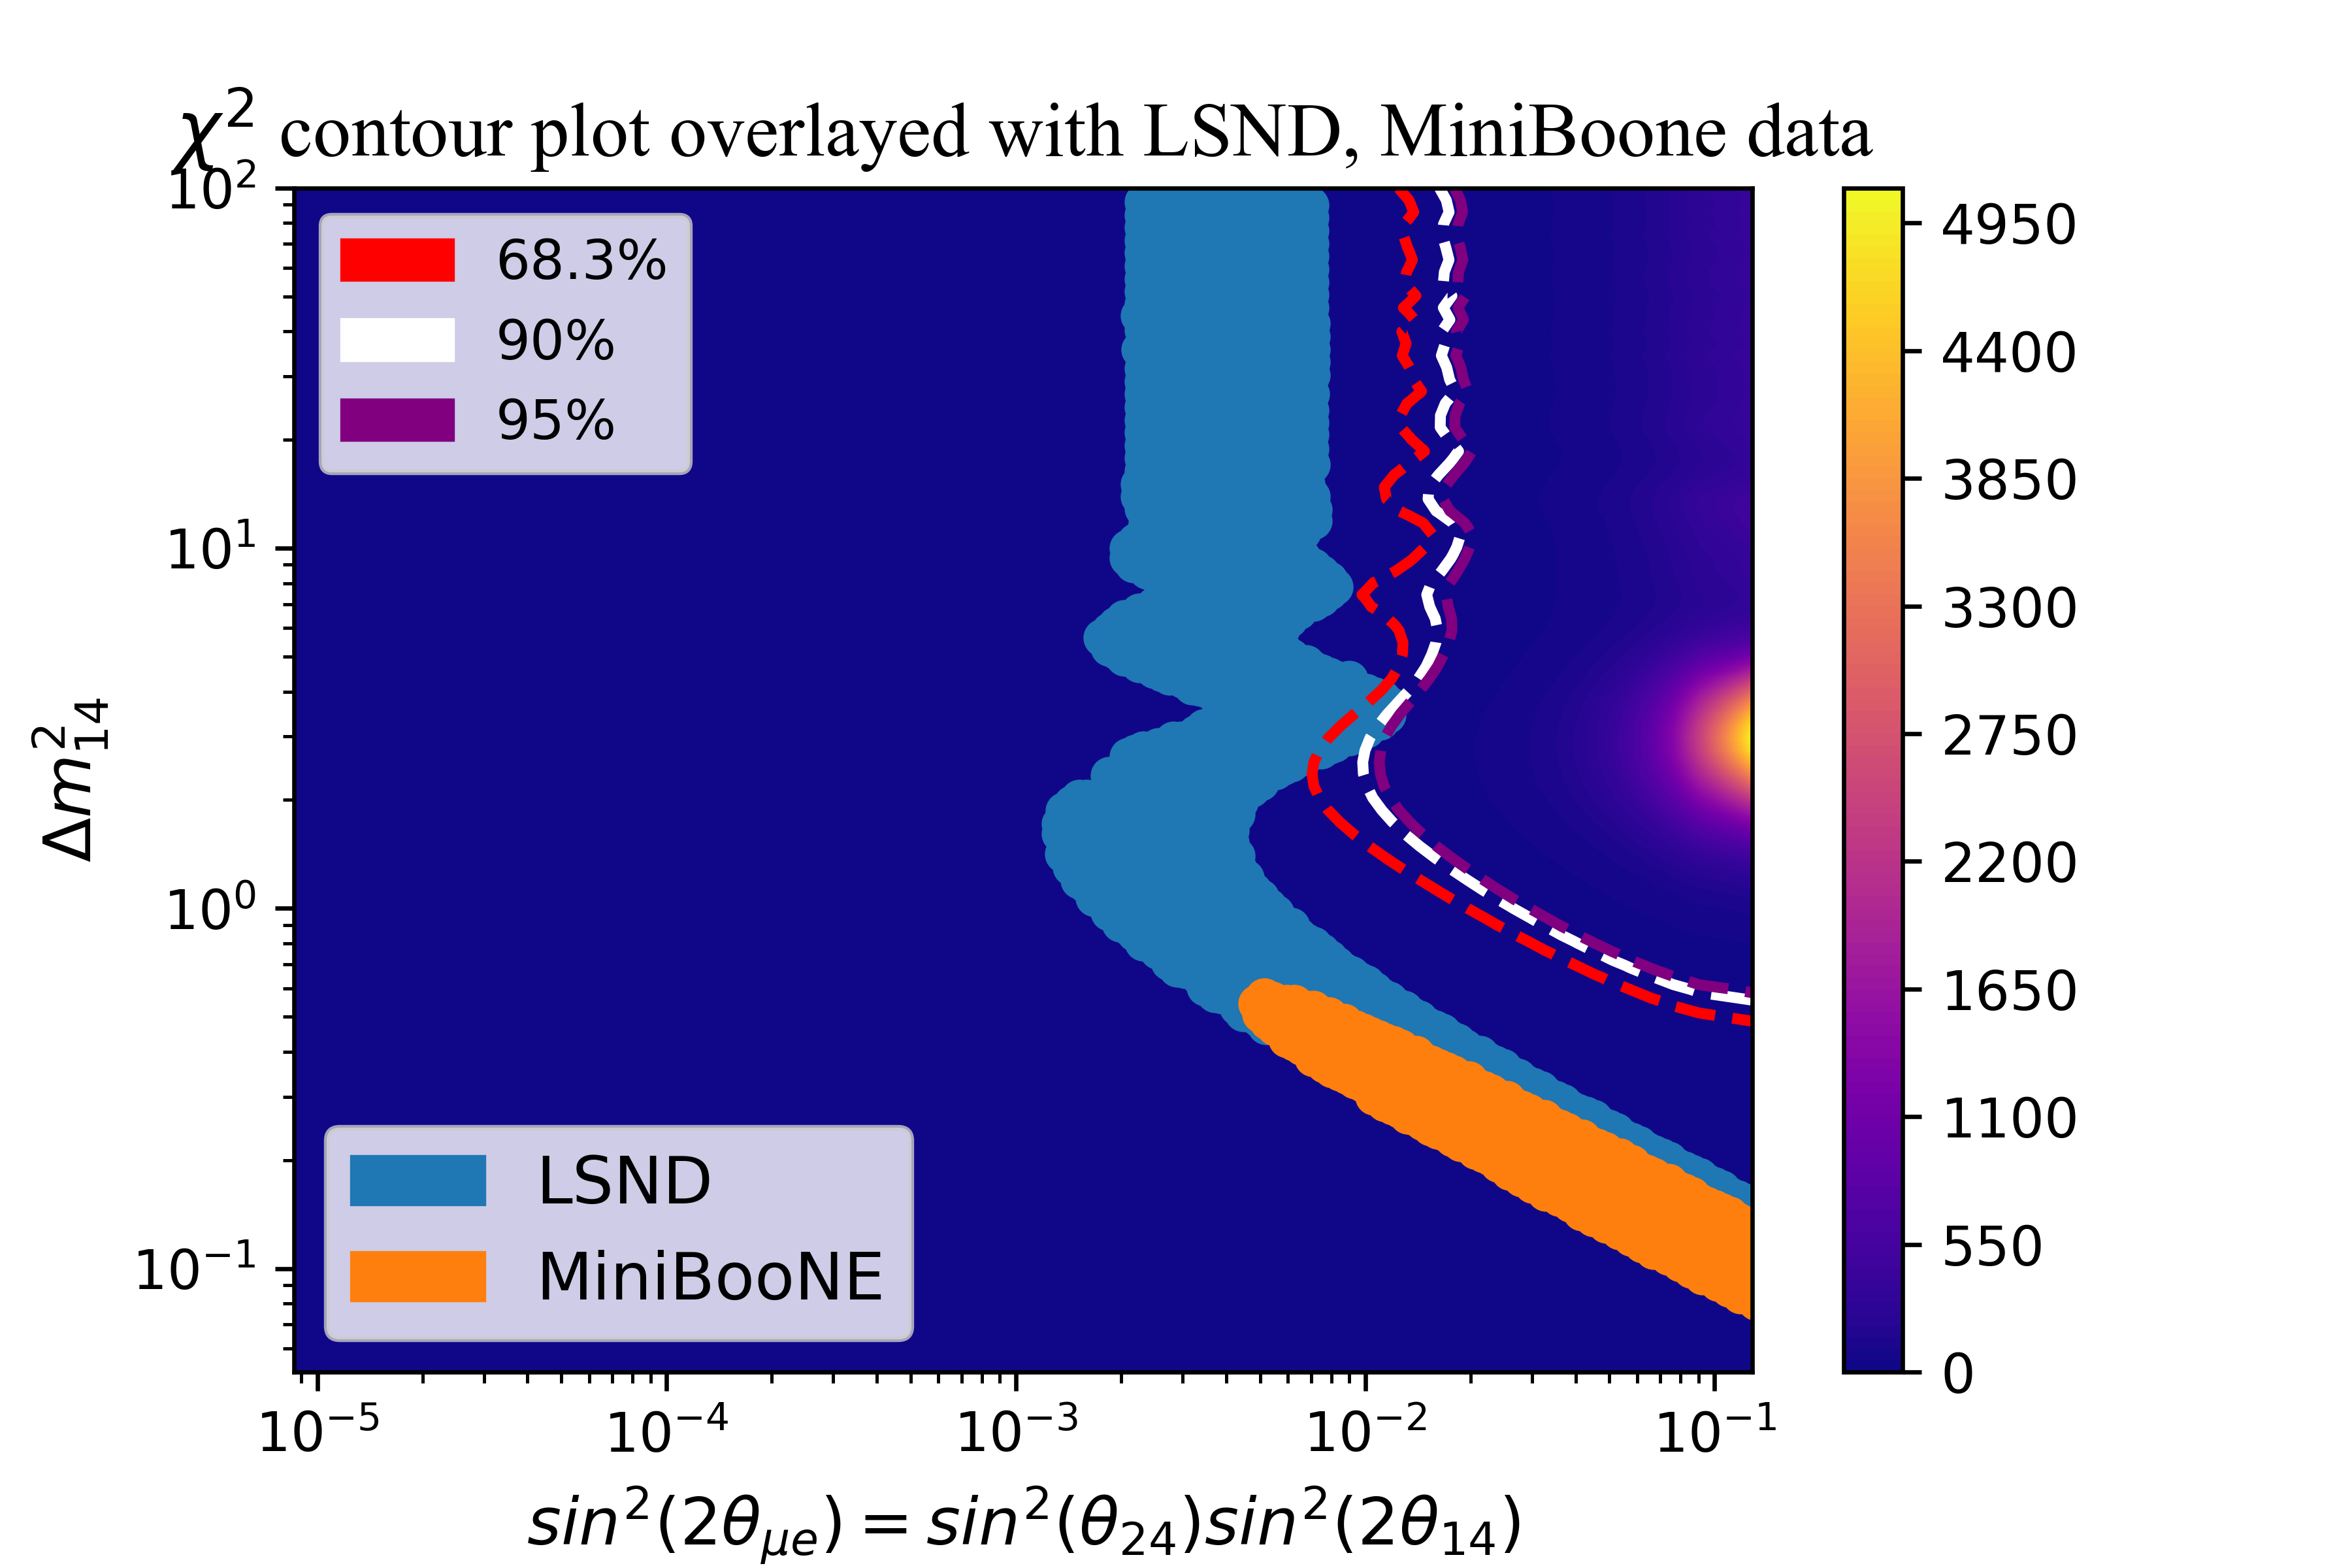 χ² contour plot overlayed with LSND, MiniBoone data
10²
10¹
10⁰
10⁻¹
Δm²₁₄
68.3%
90%
95%
LSND
MiniBooNE
10⁻⁵ 10⁻⁴ 10⁻³ 10⁻² 10⁻¹
sin²(2θ_μe) = sin²(θ₂₄)sin²(2θ₁₄)
4950
4400
3850
3300
2750
2200
1650
1100
550
0